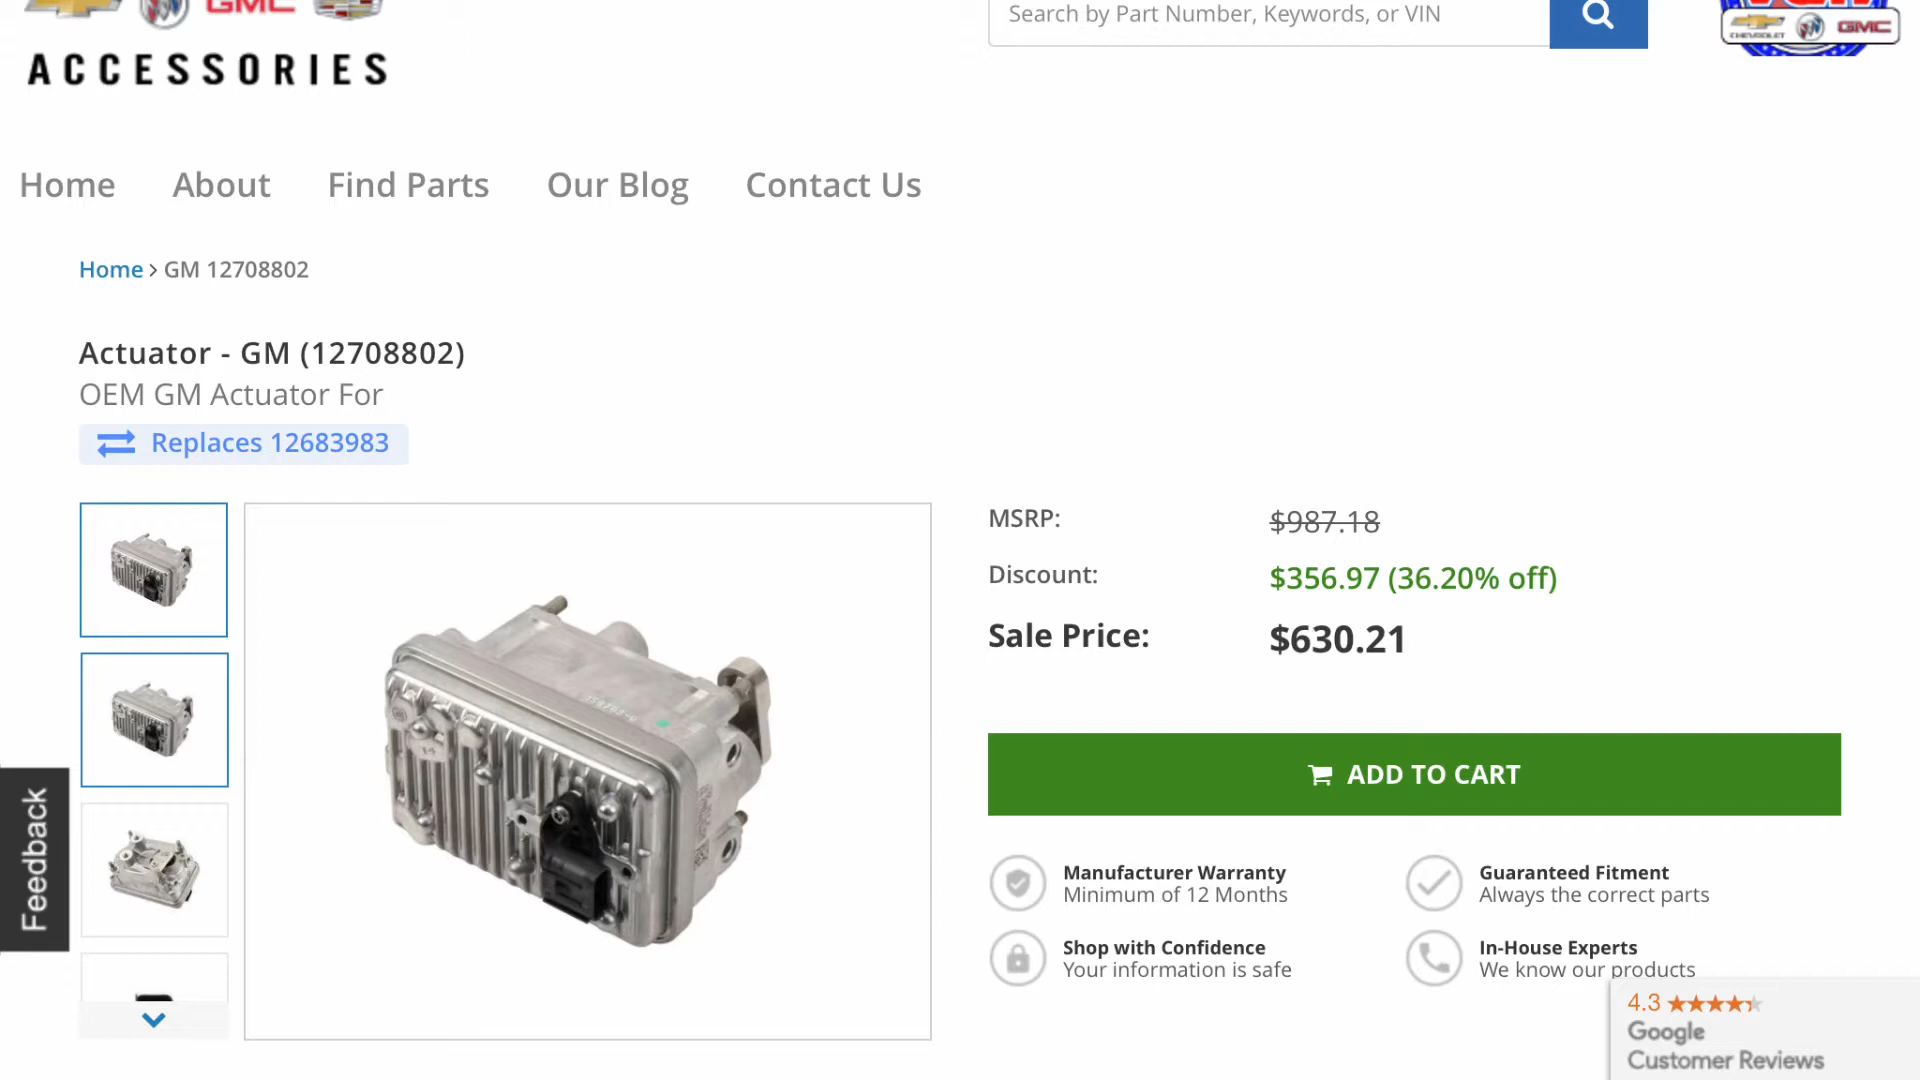 GMC
ACCESSORIES
Search by Part Number, Keywords, or VIN
CHEVROLET GMC
Home About Find Parts Our Blog Contact Us
Home > GM 12708802
Actuator - GM (12708802)
OEM GM Actuator For
Replaces 12683983
MSRP: $987.18
Discount: $356.97 (36.20% off)
Sale Price: $630.21
ADD TO CART
Manufacturer Warranty
Minimum of 12 Months
Guaranteed Fitment
Always the correct parts
Shop with Confidence
Your information is safe
In-House Experts
We know our products
Feedback
4.3
Google
Customer Reviews